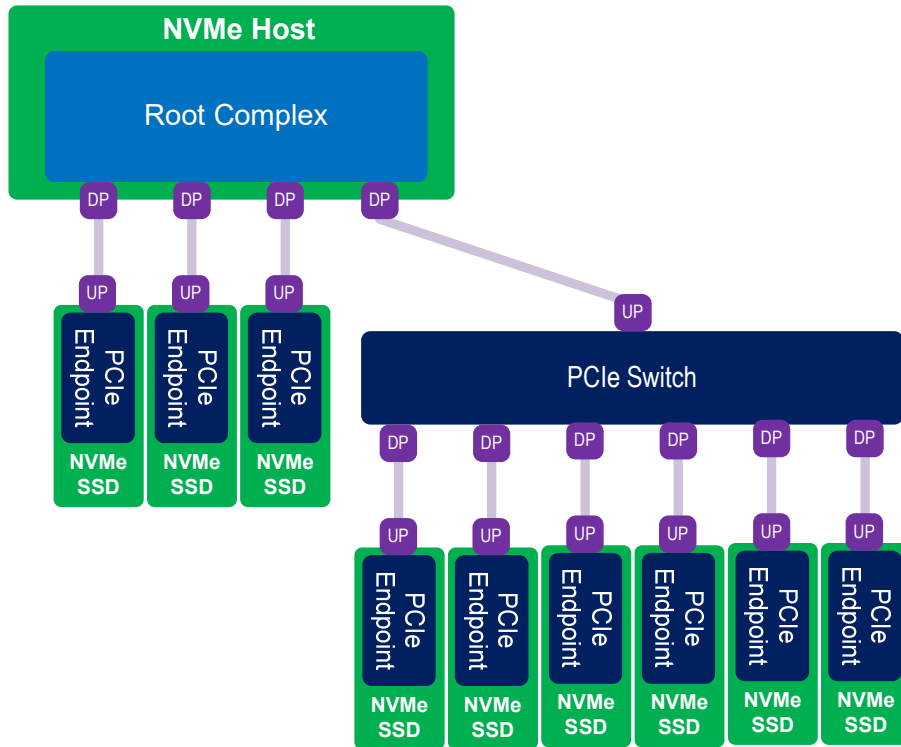 NVMe Host
Root Complex
DP DP DP DP
UP UP UP
UP
PCIe Endpoint
PCIe Endpoint
PCIe Endpoint
PCIe Switch
NVMe SSD
NVMe SSD
NVMe SSD
DP DP DP DP DP DP
UP UP UP UP UP UP
PCIe Endpoint
PCIe Endpoint
PCIe Endpoint
PCIe Endpoint
PCIe Endpoint
PCIe Endpoint
NVMe SSD
NVMe SSD
NVMe SSD
NVMe SSD
NVMe SSD
NVMe SSD